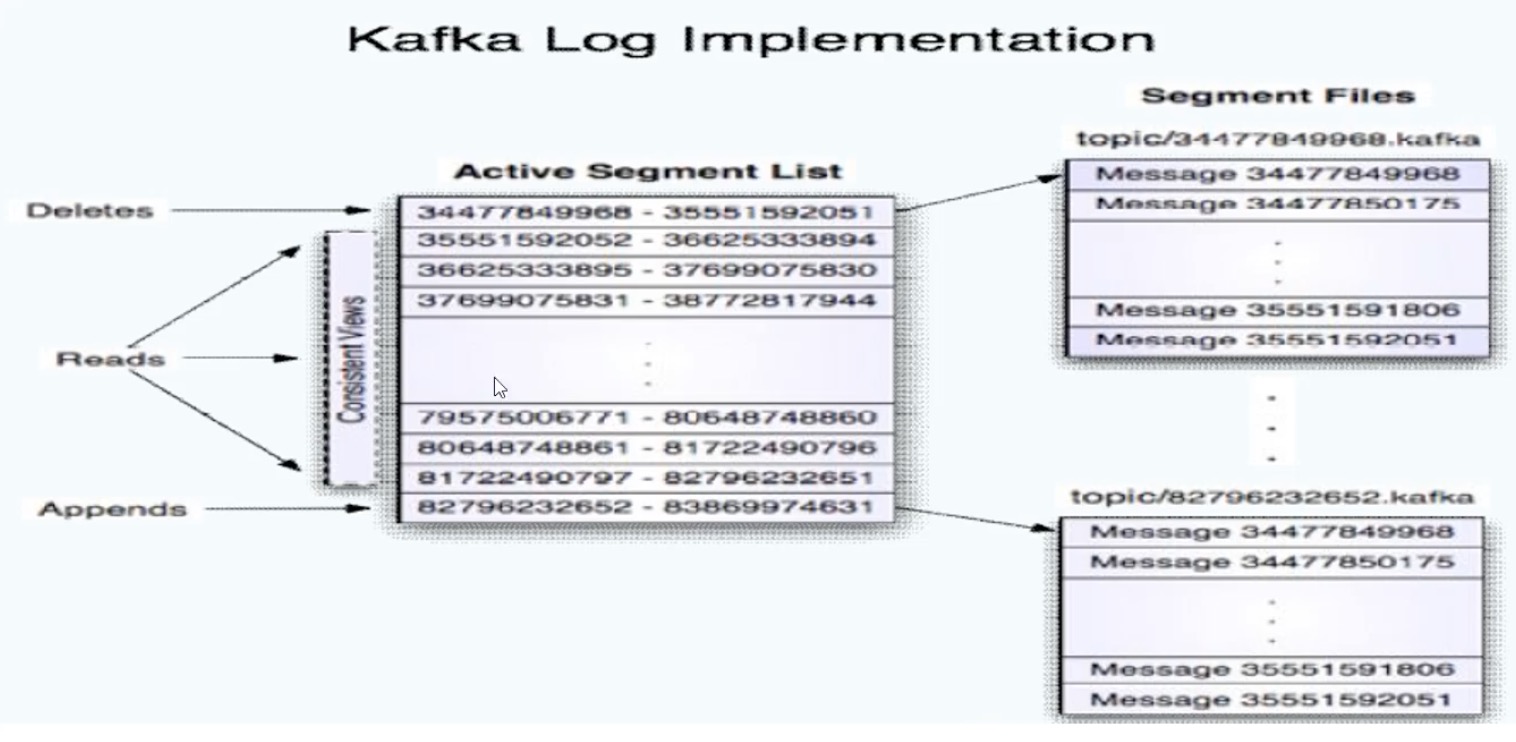 Kafka Log Implementation
Segment Files
topic/34477849968.kafka
Message 34477849968
Message 34477850175
Message 35551591806
Message 35551592051
Active Segment List
34477849968 - 35551592051
35551592052 - 36625333894
36625333895 - 37699075830
37699075831 - 38772817944
79575006771 - 80648748860
80648748861 - 81722490796
81722490797 - 82796232651
82796232652 - 83869974631
Deletes
Reads
Appends
Consistent Views
topic/82796232652.kafka
Message 34477849968
Message 34477850175
Message 35551591806
Message 35551592051